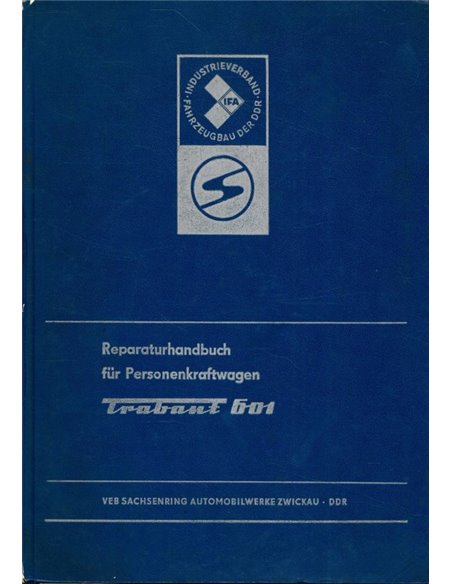 INDUSTRIEVERBAND ·
FAHRZEUGBAU DER DDR ·
IFA
Reparaturhandbuch
für Personenkraftwagen
Trabant 601
VEB SACHSENRING AUTOMOBILWERKE ZWICKAU · DDR